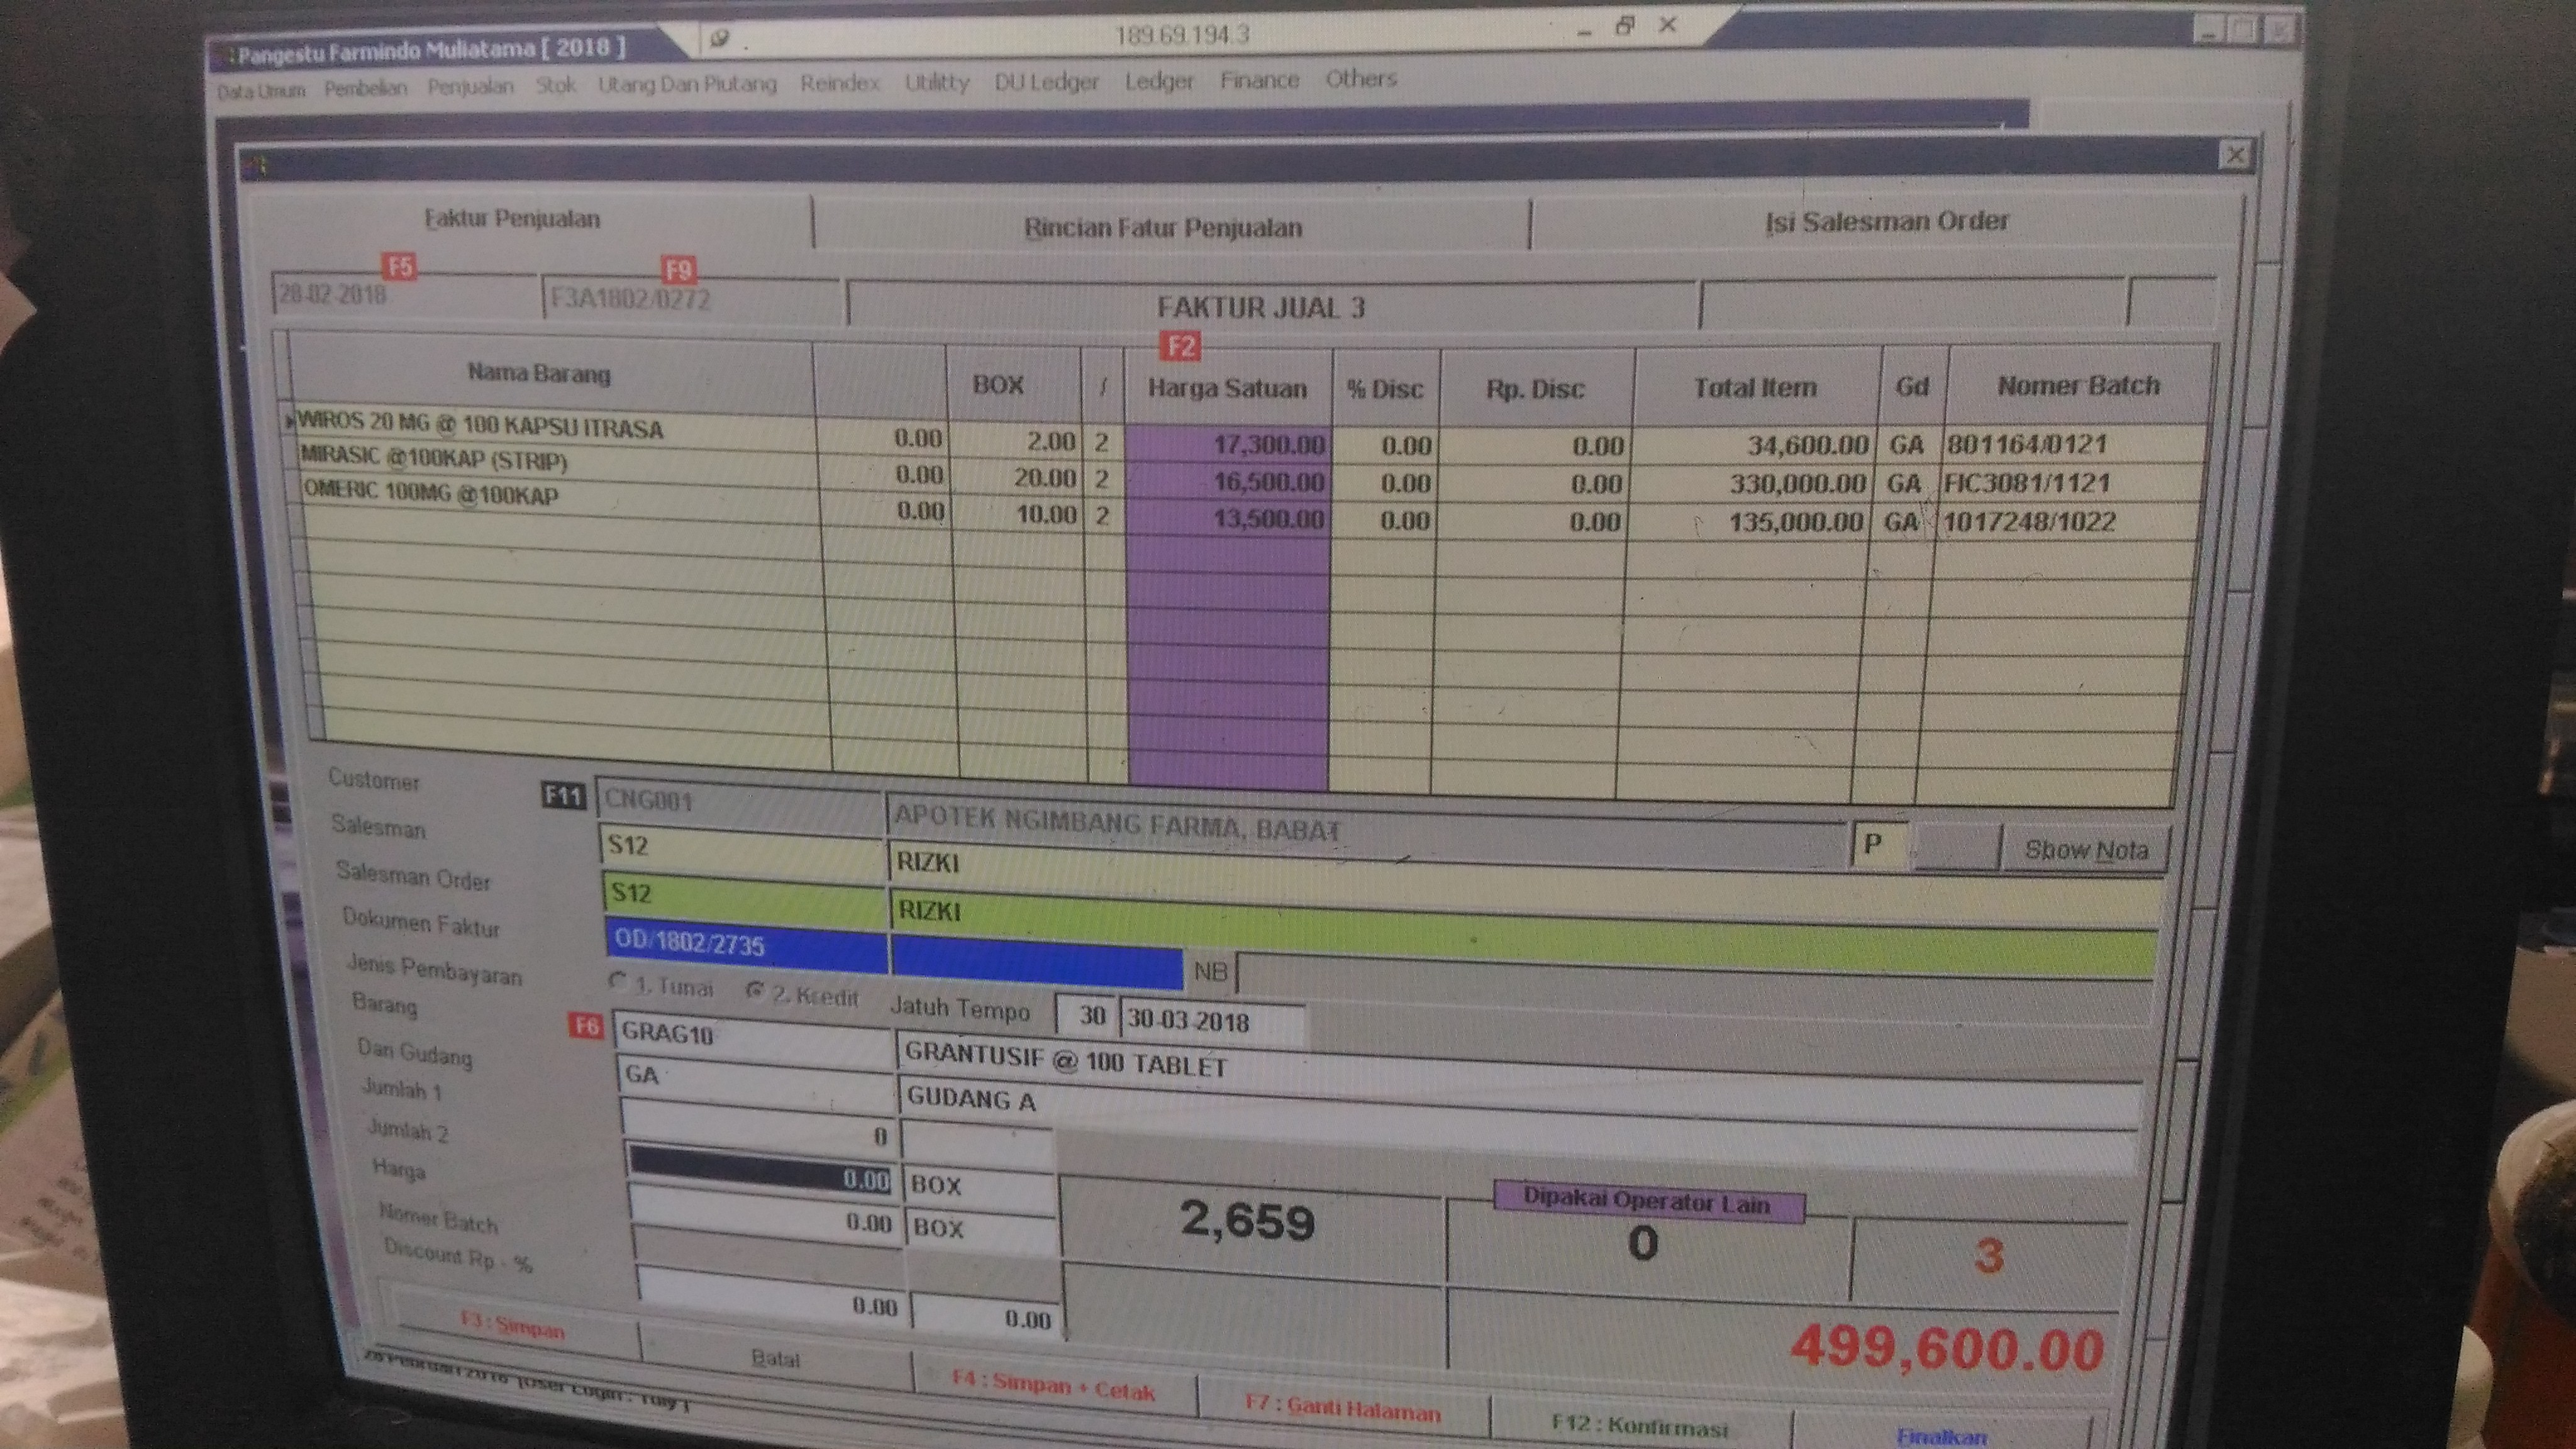 Pangestu Farmindo Muliatama [ 2018 ]
189.69.194.3
Data Umum Pembelian Penjualan Stok Utang Dan Piutang Reindex Utilitty DU Ledger Ledger Finance Others
Faktur Penjualan Rincian Fatur Penjualan Isi Salesman Order
F5 F9
28-02-2018 F3A1802/0272 FAKTUR JUAL 3
F2
Nama Barang BOX / Harga Satuan % Disc Rp. Disc Total Item Gd Nomer Batch
WIROS 20 MG @ 100 KAPSU ITRASA 0.00 2.00 2 17,300.00 0.00 0.00 34,600.00 GA 801164/0121
MIRASIC @100KAP (STRIP) 0.00 20.00 2 16,500.00 0.00 0.00 330,000.00 GA FIC3081/1121
OMERIC 100MG @100KAP 0.00 10.00 2 13,500.00 0.00 0.00 135,000.00 GA 1017248/1022
Customer F11 CNG001 APOTEK NGIMBANG FARMA, BABAT P Show Nota
Salesman S12 RIZKI
Salesman Order S12 RIZKI
Dokumen Faktur OD/1802/2735 NB
Jenis Pembayaran 1. Tunai 2. Kredit Jatuh Tempo 30 30-03-2018
Barang F6 GRAG10 GRANTUSIF @ 100 TABLET
Dan Gudang GA GUDANG A
Jumlah 1 0
Jumlah 2 0.00 BOX
Harga 0.00 BOX
Nomer Batch
Discount Rp - % 0.00 0.00
2,659 Dipakai Operator Lain 0 3
499,600.00
F3 : Simpan Batal F4 : Simpan + Cetak F7 : Ganti Halaman F12 : Konfirmasi Finalkan
2018 [User Login :